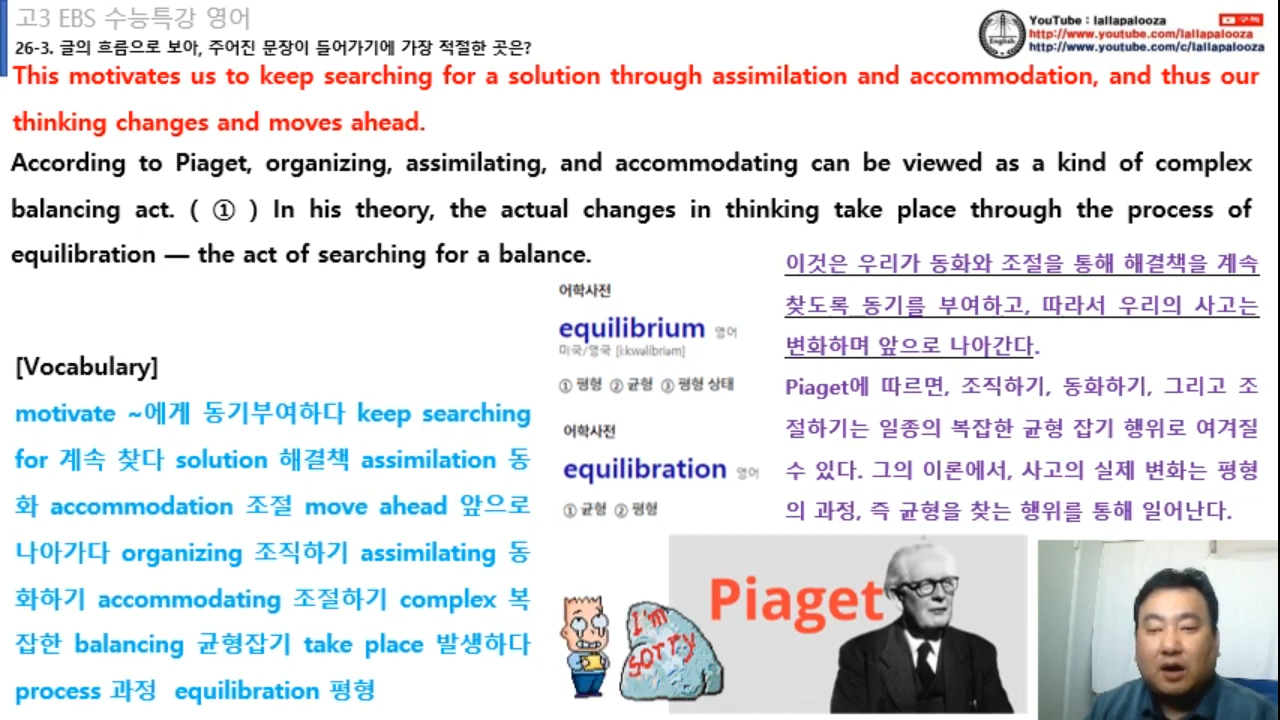 고3 EBS 수능특강 영어
26-3. 글의 흐름으로 보아, 주어진 문장이 들어가기에 가장 적절한 곳은?
YouTube : lallapalooza
구독
http://www.youtube.com/lallapalooza
http://www.youtube.com/c/lallapalooza
English
This motivates us to keep searching for a solution through assimilation and accommodation, and thus our
thinking changes and moves ahead.
According to Piaget, organizing, assimilating, and accommodating can be viewed as a kind of complex
balancing act. ( ① ) In his theory, the actual changes in thinking take place through the process of
equilibration — the act of searching for a balance.
[Vocabulary]
motivate ~에게 동기부여하다 keep searching
for 계속 찾다 solution 해결책 assimilation 동
화 accommodation 조절 move ahead 앞으로
나아가다 organizing 조직하기 assimilating 동
화하기 accommodating 조절하기 complex 복
잡한 balancing 균형잡기 take place 발생하다
process 과정 equilibration 평형
어학사전
equilibrium 영어
미국/영국 [i:kwəlíbriəm]
① 평형 ② 균형 ③ 평형 상태
어학사전
equilibration 영어
① 균형 ② 평형
이것은 우리가 동화와 조절을 통해 해결책을 계속
찾도록 동기를 부여하고, 따라서 우리의 사고는
변화하며 앞으로 나아간다.
Piaget에 따르면, 조직하기, 동화하기, 그리고 조
절하기는 일종의 복잡한 균형 잡기 행위로 여겨질
수 있다. 그의 이론에서, 사고의 실제 변화는 평형
의 과정, 즉 균형을 찾는 행위를 통해 일어난다.
I'm
sorry
Piaget